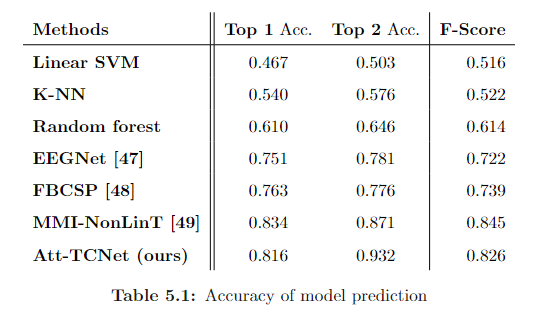 Methods Top 1 Acc. Top 2 Acc. F-Score
Linear SVM 0.467 0.503 0.516
K-NN 0.540 0.576 0.522
Random forest 0.610 0.646 0.614
EEGNet [47] 0.751 0.781 0.722
FBCSP [48] 0.763 0.776 0.739
MMI-NonLinT [49] 0.834 0.871 0.845
Att-TCNet (ours) 0.816 0.932 0.826
Table 5.1: Accuracy of model prediction